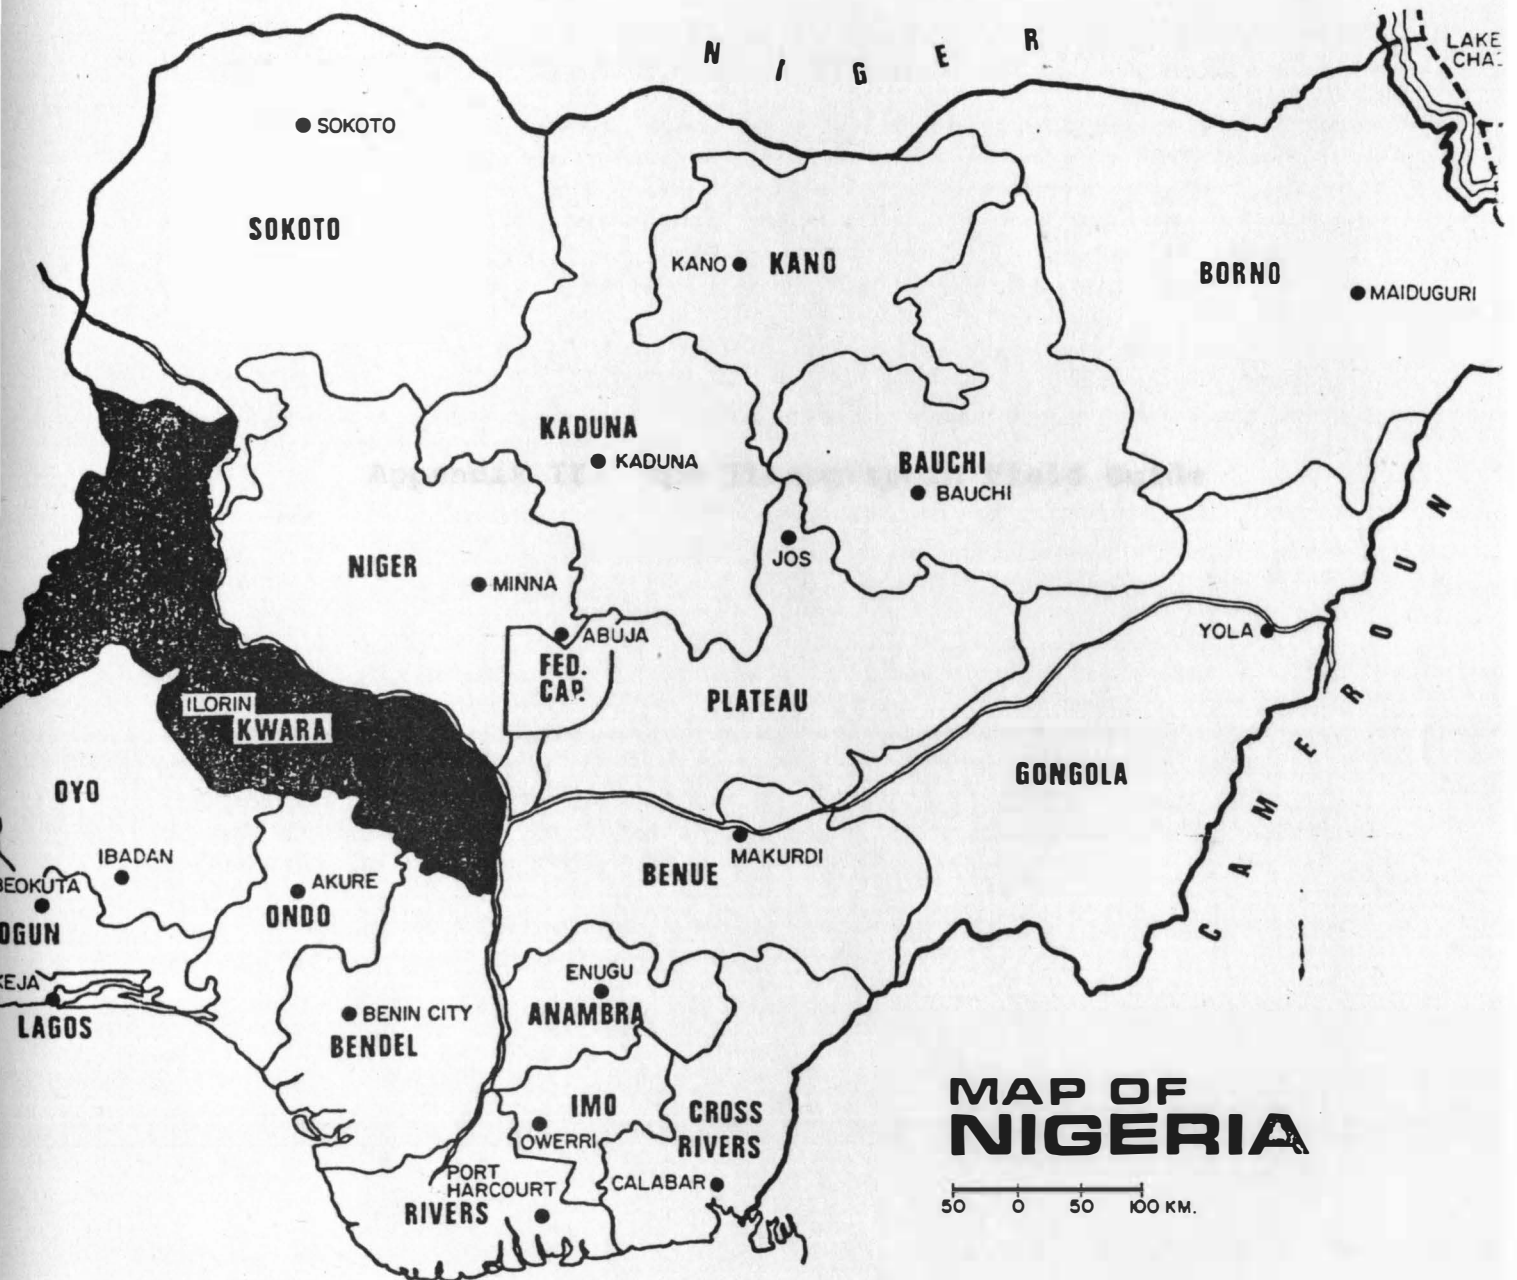 N I G E R
LAKE
SOKOTO
SOKOTO
KANO
KANO
BORNO
MAIDUGURI
KADUNA
KADUNA
BAUCHI
BAUCHI
JOS
NIGER
MINNA
ABUJA
FED.
CAP.
YOLA
CAMEROUN
PLATEAU
ILORIN
KWARA
GONGOLA
OYO
MAKURDI
BENUE
IBADAN
BEOKUTA
AKURE
ONDO
OGUN
ENUGU
ANAMBRA
KEJA
LAGOS
BENIN CITY
BENDEL
IMO
OWERRI
CROSS
RIVERS
PORT
HARCOURT
CALABAR
RIVERS
MAP OF
NIGERIA
50 0 50 100 KM.